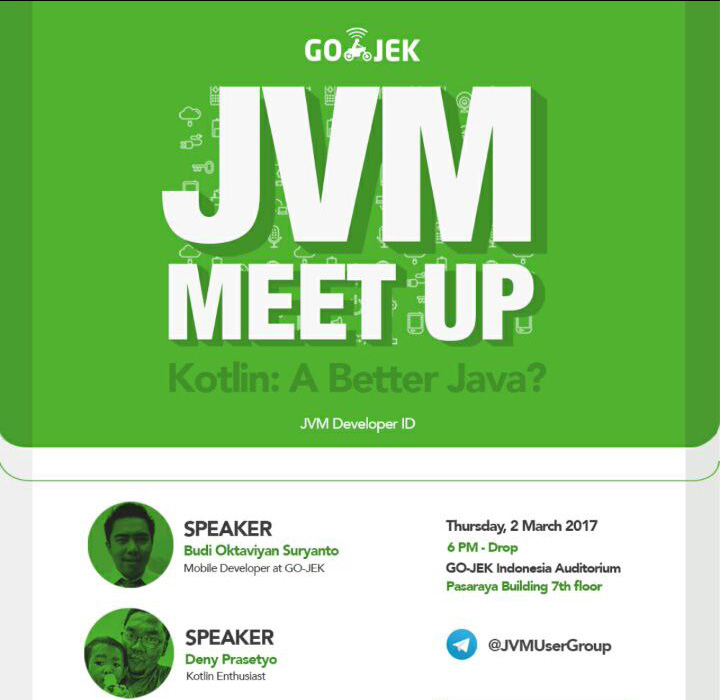 GO JEK
JVM
MEET UP
Kotlin: A Better Java?
JVM Developer ID
SPEAKER
Budi Oktaviyan Suryanto
Mobile Developer at GO-JEK
SPEAKER
Deny Prasetyo
Kotlin Enthusiast
Thursday, 2 March 2017
6 PM - Drop
GO-JEK Indonesia Auditorium
Pasaraya Building 7th floor
@JVMUserGroup